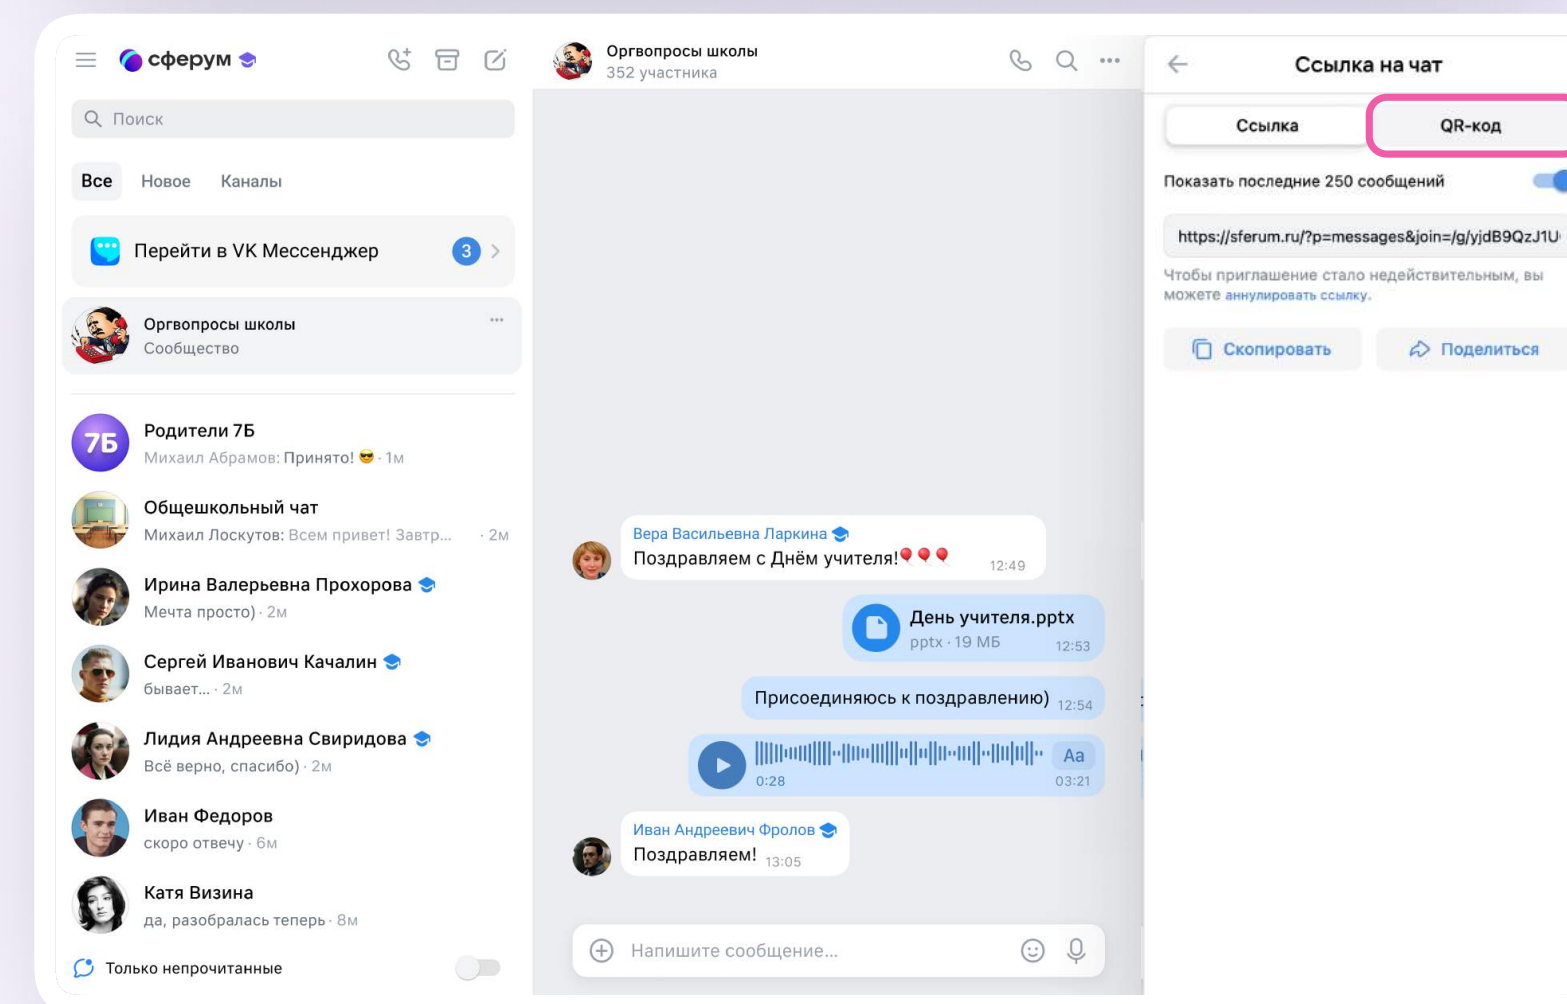 сферум
Поиск
Все Новое Каналы
Перейти в VK Мессенджер 3
Оргвопросы школы
Сообщество
7Б
Родители 7Б
Михаил Абрамов: Принято! 😎 · 1м
Общешкольный чат
Михаил Лоскутов: Всем привет! Завтр... · 2м
Ирина Валерьевна Прохорова
Мечта просто) · 2м
Сергей Иванович Качалин
бывает... · 2м
Лидия Андреевна Свиридова
Всё верно, спасибо) · 2м
Иван Федоров
скоро отвечу · 6м
Катя Визина
да, разобралась теперь · 8м
Только непрочитанные
Оргвопросы школы
352 участника
Вера Васильевна Ларкина
Поздравляем с Днём учителя!🎈🎈🎈
12:49
День учителя.pptx
pptx · 19 МБ 12:53
Присоединяюсь к поздравлению) 12:54
Aa
0:28 03:21
Иван Андреевич Фролов
Поздравляем! 13:05
Напишите сообщение...
Ссылка на чат
Ссылка QR-код
Показать последние 250 сообщений
https://sferum.ru/?p=messages&join=/g/yjdB9QzJ1U
Чтобы приглашение стало недействительным, вы
можете аннулировать ссылку.
Скопировать Поделиться